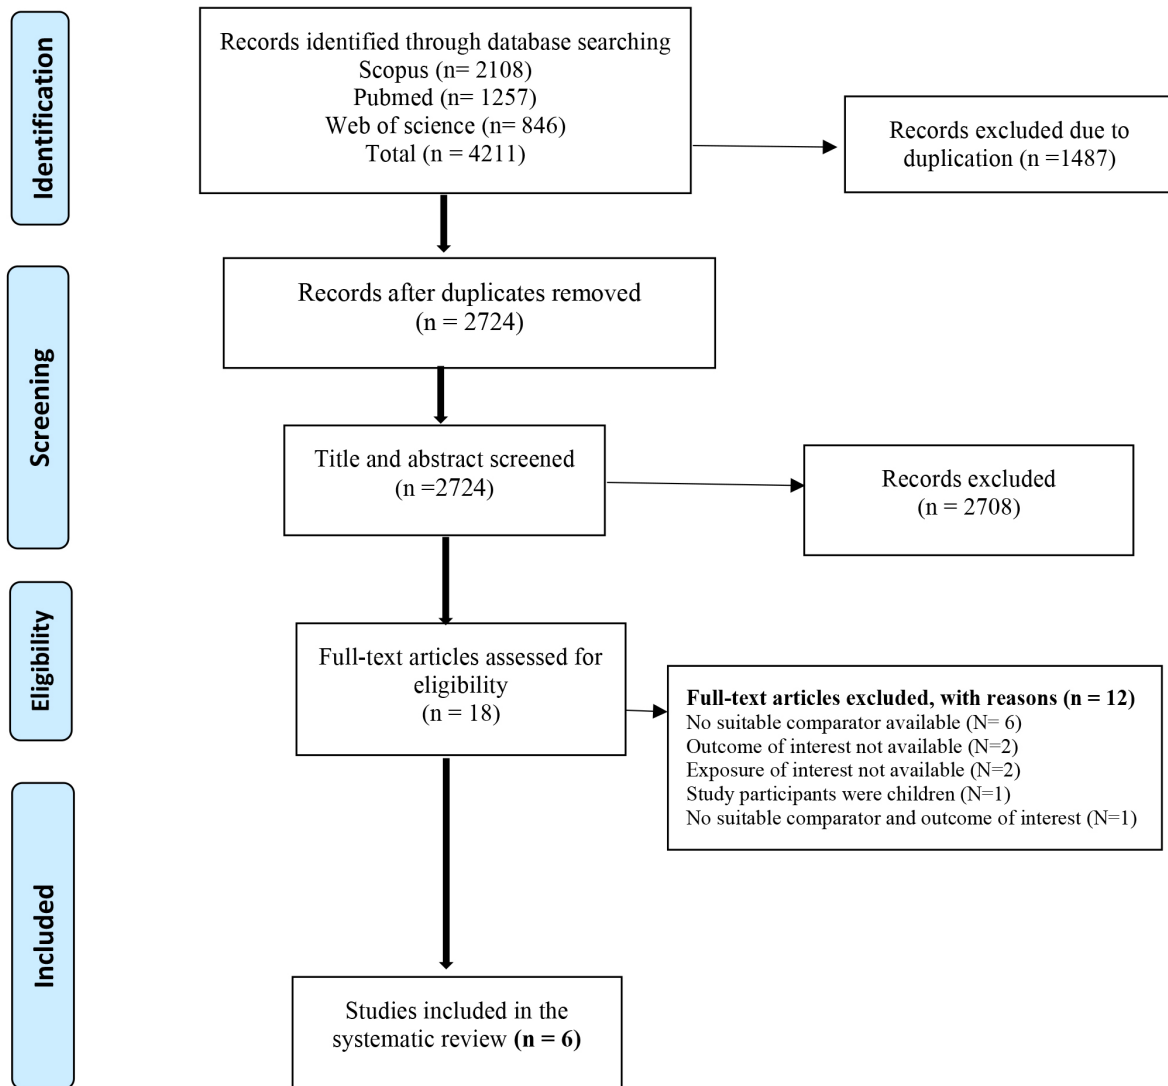 Identification
Records identified through database searching
Scopus (n= 2108)
Pubmed (n= 1257)
Web of science (n= 846)
Total (n = 4211)
Records excluded due to
duplication (n =1487)
Screening
Records after duplicates removed
(n = 2724)
Title and abstract screened
(n =2724)
Records excluded
(n = 2708)
Eligibility
Full-text articles assessed for
eligibility
(n = 18)
Full-text articles excluded, with reasons (n = 12)
No suitable comparator available (N= 6)
Outcome of interest not available (N=2)
Exposure of interest not available (N=2)
Study participants were children (N=1)
No suitable comparator and outcome of interest (N=1)
Included
Studies included in the
systematic review (n = 6)